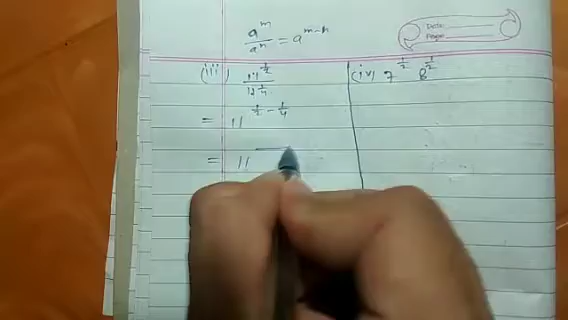 a^m/a^n = a^{m-n}
Date:
Page:
(iii) 11^{1/2}/11^{1/4}
= 11^{1/2 - 1/4}
= 11
(iv) 7^{1/2} 8^{1/2}